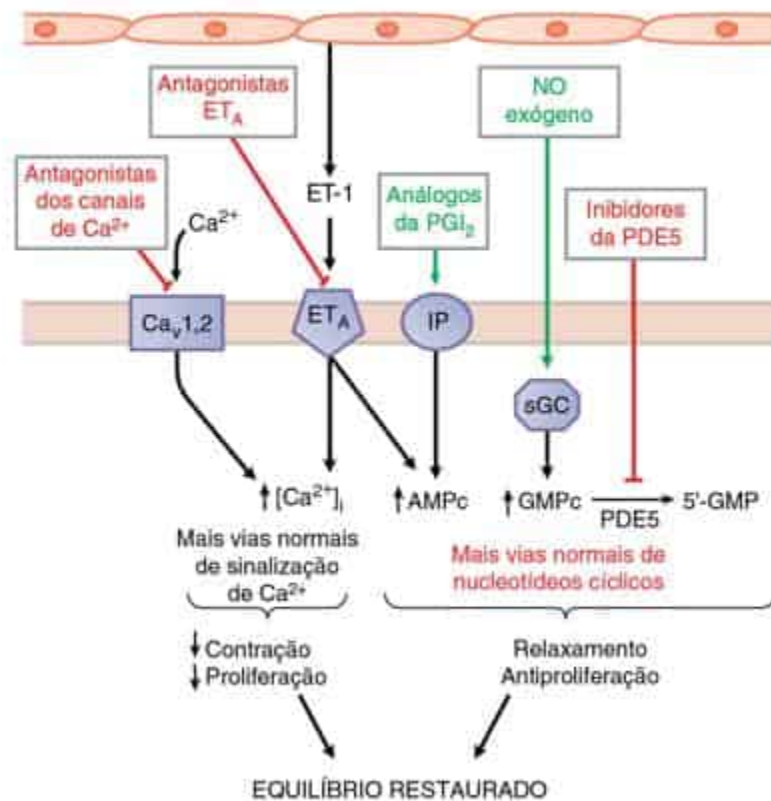 Antagonistas
ET_A
NO
exógeno
Antagonistas
dos canais
de Ca²⁺
Ca²⁺
ET-1
Análogos
da PGI₂
Inibidores
da PDE5
Ca_v1,2
ET_A
IP
sGC
↑[Ca²⁺]ᵢ
↑AMPc
↑GMPc
PDE5
5'-GMP
Mais vias normais
de sinalização
de Ca²⁺
Mais vias normais de
nucleotídeos cíclicos
↓Contração
↓Proliferação
Relaxamento
Antiproliferação
EQUILÍBRIO RESTAURADO